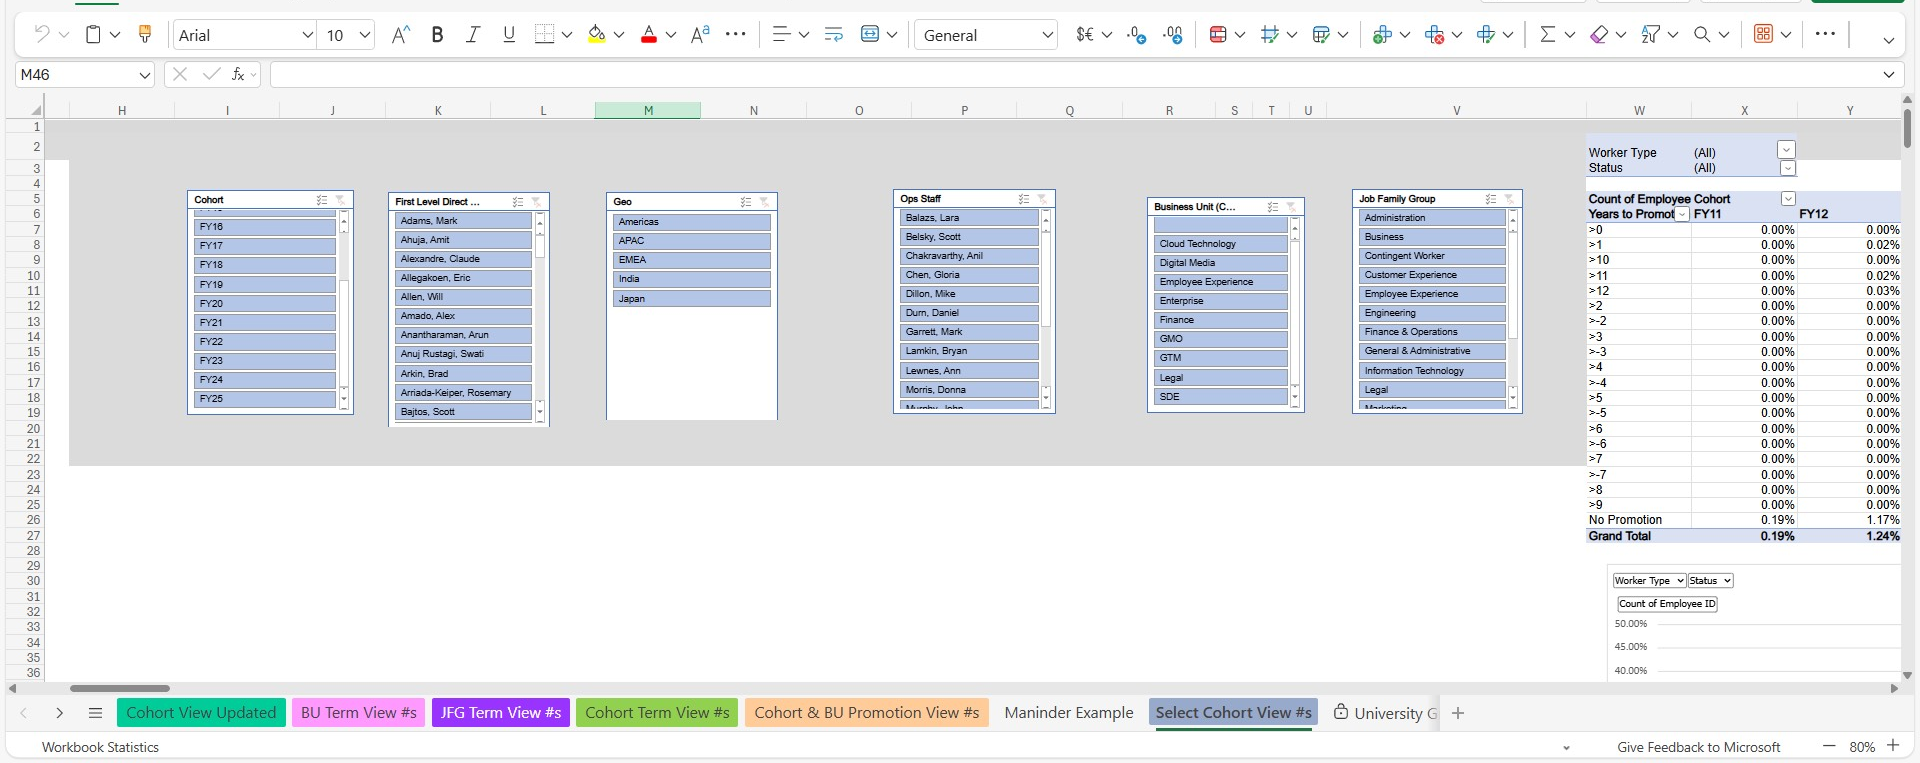 Arial
10
B
I
U
General
M46
fx
H I J K L M N O P Q R S T U V W X Y
1
2
3
4
5
6
7
8
9
10
11
12
13
14
15
16
17
18
19
20
21
22
23
24
25
26
27
28
29
30
31
32
33
34
35
36
Cohort
FY16
FY17
FY18
FY19
FY20
FY21
FY22
FY23
FY24
FY25
First Level Direct ...
Adams, Mark
Ahuja, Amit
Alexandre, Claude
Allegakoen, Eric
Allen, Will
Amado, Alex
Anantharaman, Arun
Anuj Rustagi, Swati
Arkin, Brad
Arriada-Keiper, Rosemary
Bajtos, Scott
Geo
Americas
APAC
EMEA
India
Japan
Ops Staff
Balazs, Lara
Belsky, Scott
Chakravarthy, Anil
Chen, Gloria
Dillon, Mike
Durn, Daniel
Garrett, Mark
Lamkin, Bryan
Lewnes, Ann
Morris, Donna
Murphy, John
Business Unit (C...
Cloud Technology
Digital Media
Employee Experience
Enterprise
Finance
GMO
GTM
Legal
SDE
Job Family Group
Administration
Business
Contingent Worker
Customer Experience
Employee Experience
Engineering
Finance & Operations
General & Administrative
Information Technology
Legal
Marketing
Worker Type (All)
Status (All)
Count of Employee Cohort
Years to Promot FY11 FY12
>0 0.00% 0.00%
>1 0.00% 0.02%
>10 0.00% 0.00%
>11 0.00% 0.02%
>12 0.00% 0.03%
>2 0.00% 0.00%
>-2 0.00% 0.00%
>3 0.00% 0.00%
>-3 0.00% 0.00%
>4 0.00% 0.00%
>-4 0.00% 0.00%
>5 0.00% 0.00%
>-5 0.00% 0.00%
>6 0.00% 0.00%
>-6 0.00% 0.00%
>7 0.00% 0.00%
>-7 0.00% 0.00%
>8 0.00% 0.00%
>9 0.00% 0.00%
No Promotion 0.19% 1.17%
Grand Total 0.19% 1.24%
Worker Type Status
Count of Employee ID
50.00%
45.00%
40.00%
Cohort View Updated
BU Term View #s
JFG Term View #s
Cohort Term View #s
Cohort & BU Promotion View #s
Maninder Example
Select Cohort View #s
University G
Workbook Statistics
Give Feedback to Microsoft
80%